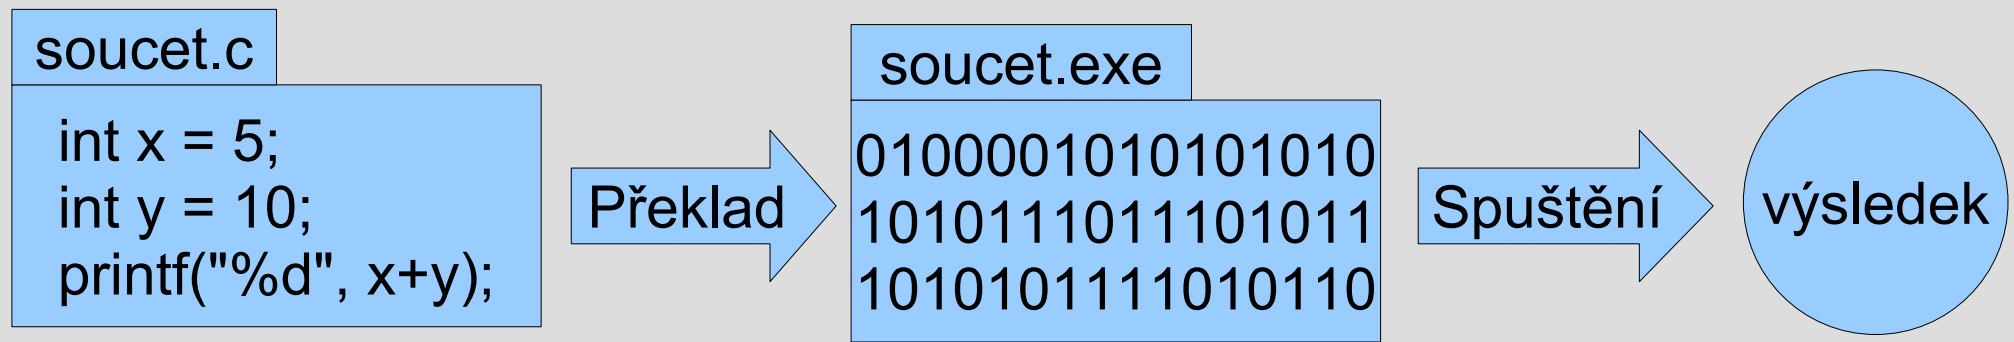 soucet.c
int x = 5;
int y = 10;
printf("%d", x+y);
Překlad
soucet.exe
0100001010101010
1010111011101011
1010101111010110
Spuštění
výsledek